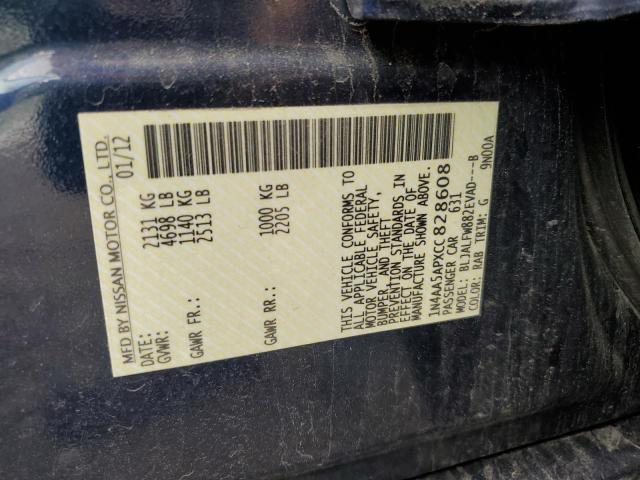 MFD BY NISSAN MOTOR CO., LTD.
DATE: 01/12
GVWR: 2131 KG
4698 LB
GAWR FR.: 1140 KG
2513 LB
GAWR RR.: 1000 KG
2205 LB
THIS VEHICLE CONFORMS TO
ALL APPLICABLE FEDERAL
MOTOR VEHICLE SAFETY,
BUMPER, AND THEFT
PREVENTION STANDARDS IN
EFFECT ON THE DATE OF
MANUFACTURE SHOWN ABOVE.
1N4AA5APXCC828608
PASSENGER CAR 631
MODEL: BLJALFWB82EVAD---B
COLOR: RAB TRIM: G 9N00A